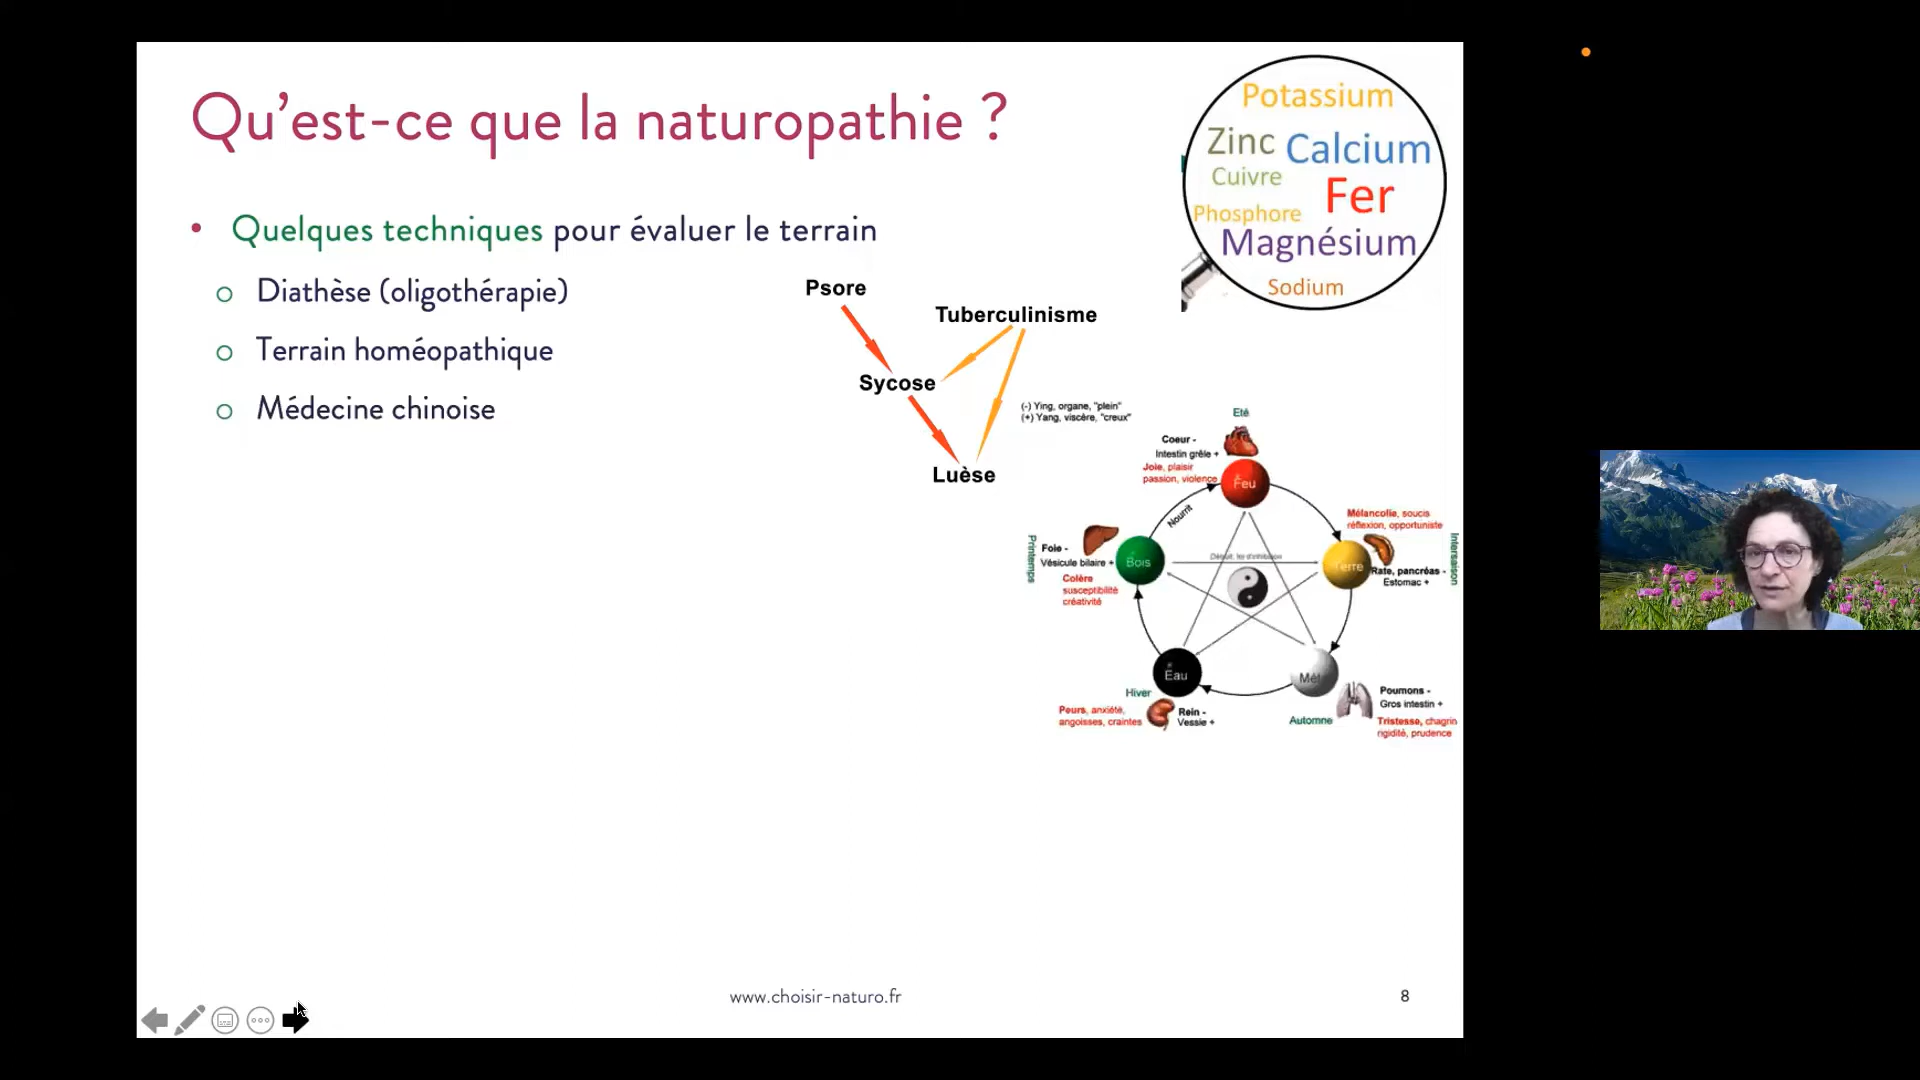 Qu’est-ce que la naturopathie ?
• Quelques techniques pour évaluer le terrain
Diathèse (oligothérapie)
Terrain homéopathique
Médecine chinoise
Potassium
Zinc Calcium
Cuivre
Fer
Phosphore
Magnésium
Sodium
Psore
Tuberculinisme
Sycose
Luèse
(-) Ying, organe, "plein"
(+) Yang, viscère, "creux"
Eté
Coeur -
Intestin grêle +
Joie, plaisir
passion, violence
Feu
Nourrit
Mélancolie, soucis
réflexion, opportuniste
Intersaison
Terre
Rate, pancréas -
Estomac +
Printemps
Foie -
Vésicule bilaire +
Bois
Colère
susceptibilité
créativité
Eau
Hiver
Peurs, anxiété,
angoisses, craintes
Rein -
Vessie +
Mét
Automne
Poumons -
Gros intestin +
Tristesse, chagrin
rigidité, prudence
www.choisir-naturo.fr
8